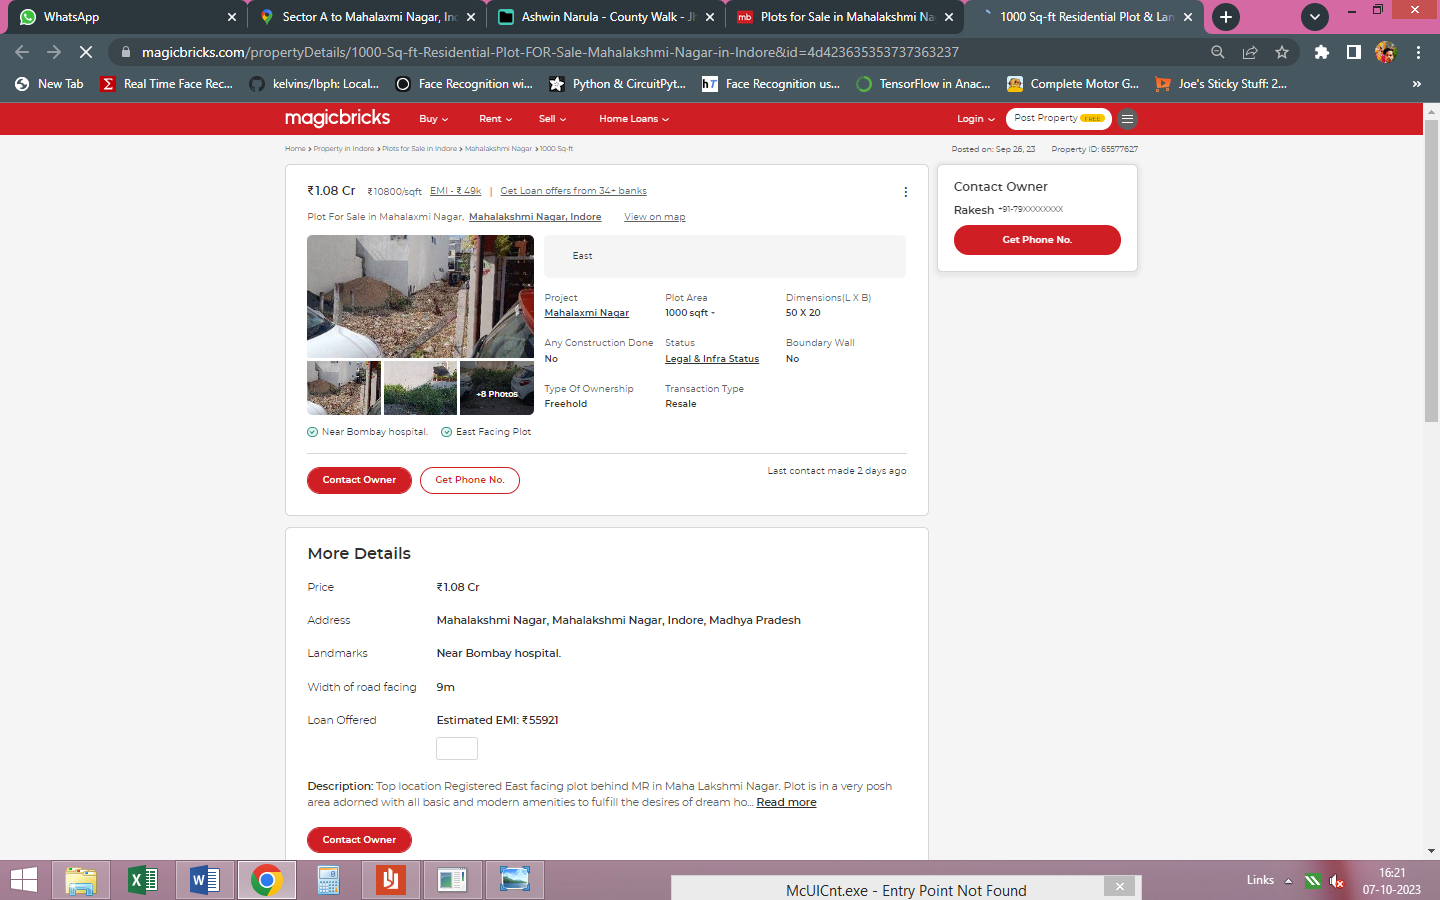 WhatsApp
Sector A to Mahalaxmi Nagar, Inc
Ashwin Narula - County Walk - Jh
Plots for Sale in Mahalakshmi Na
1000 Sq-ft Residential Plot & Lan
magicbricks.com/propertyDetails/1000-Sq-ft-Residential-Plot-FOR-Sale-Mahalakshmi-Nagar-in-Indore&id=4d423635353737363237
New Tab
Real Time Face Rec...
kelvins/lbph: Local...
Face Recognition wi...
Python & CircuitPyt...
hT Face Recognition us...
TensorFlow in Anac...
Complete Motor G...
Joe's Sticky Stuff: 2...
»
magicbricks Buy Rent Sell Home Loans Login Post Property FREE
Home > Property in Indore > Plots for Sale in Indore > Mahalakshmi Nagar > 1000 Sq-ft
Posted on: Sep 26, 23 Property ID: 65577627
₹1.08 Cr ₹10800/sqft EMI - ₹ 49k | Get Loan offers from 34+ banks
Plot For Sale in Mahalaxmi Nagar, Mahalakshmi Nagar, Indore View on map
East
Project Plot Area Dimensions(L X B)
Mahalaxmi Nagar 1000 sqft - 50 X 20
Any Construction Done Status Boundary Wall
No Legal & Infra Status No
Type Of Ownership Transaction Type
Freehold Resale
+8 Photos
Near Bombay hospital. East Facing Plot
Contact Owner Get Phone No. Last contact made 2 days ago
Contact Owner
Rakesh +91-79XXXXXXXX
Get Phone No.
More Details
Price ₹1.08 Cr
Address Mahalakshmi Nagar, Mahalakshmi Nagar, Indore, Madhya Pradesh
Landmarks Near Bombay hospital.
Width of road facing 9m
Loan Offered Estimated EMI: ₹55921
Description: Top location Registered East facing plot behind MR in Maha Lakshmi Nagar. Plot is in a very posh
area adorned with all basic and modern amenities to fulfill the desires of dream ho... Read more
Contact Owner
McUICnt.exe - Entry Point Not Found
Links
16:21
07-10-2023